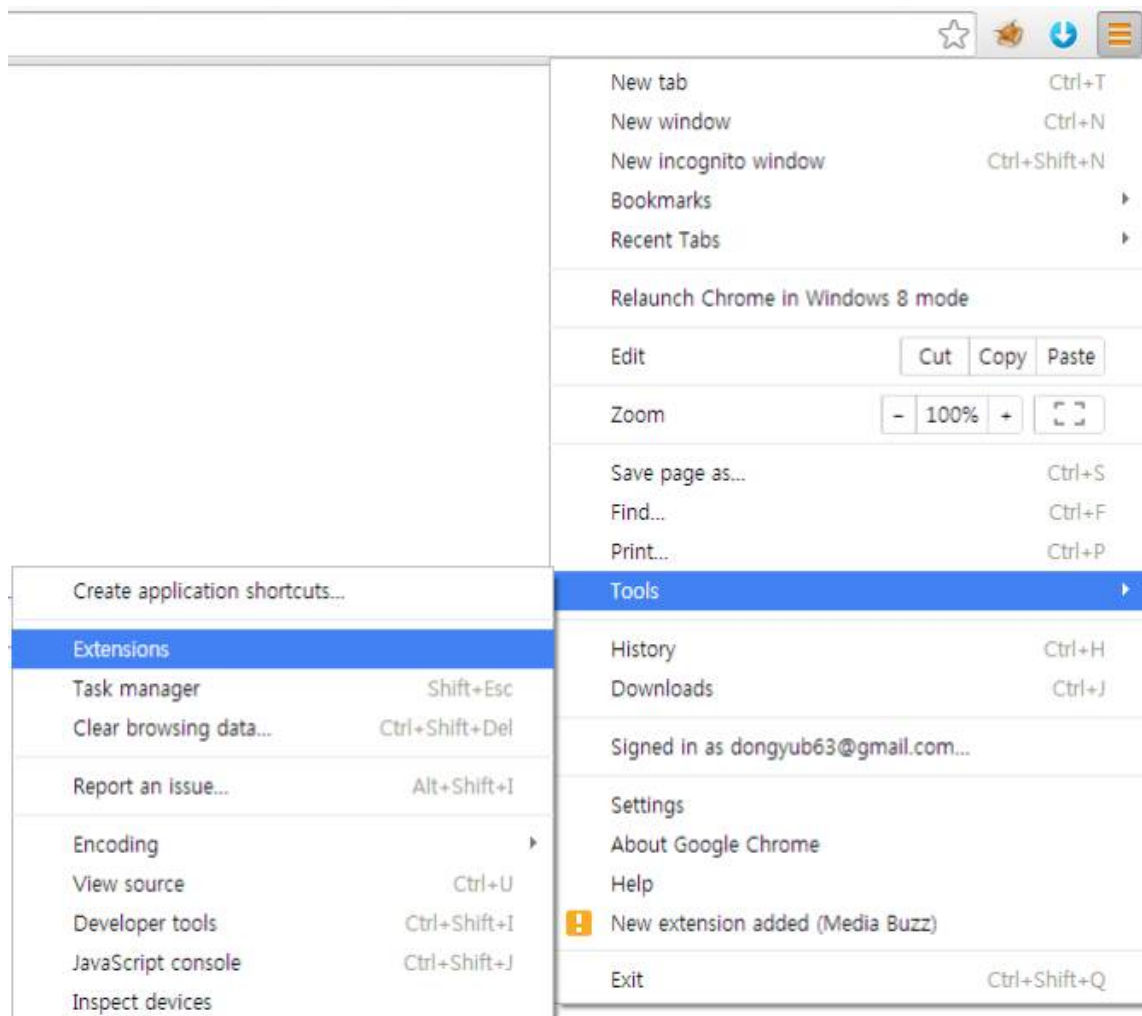 New tab Ctrl+T
New window Ctrl+N
New incognito window Ctrl+Shift+N
Bookmarks
Recent Tabs
Relaunch Chrome in Windows 8 mode
Edit Cut Copy Paste
Zoom - 100% +
Save page as... Ctrl+S
Find... Ctrl+F
Print... Ctrl+P
Tools
History Ctrl+H
Downloads Ctrl+J
Signed in as dongyub63@gmail.com...
Settings
About Google Chrome
Help
New extension added (Media Buzz)
Exit Ctrl+Shift+Q
Create application shortcuts...
Extensions
Task manager Shift+Esc
Clear browsing data... Ctrl+Shift+Del
Report an issue... Alt+Shift+I
Encoding
View source Ctrl+U
Developer tools Ctrl+Shift+I
JavaScript console Ctrl+Shift+J
Inspect devices